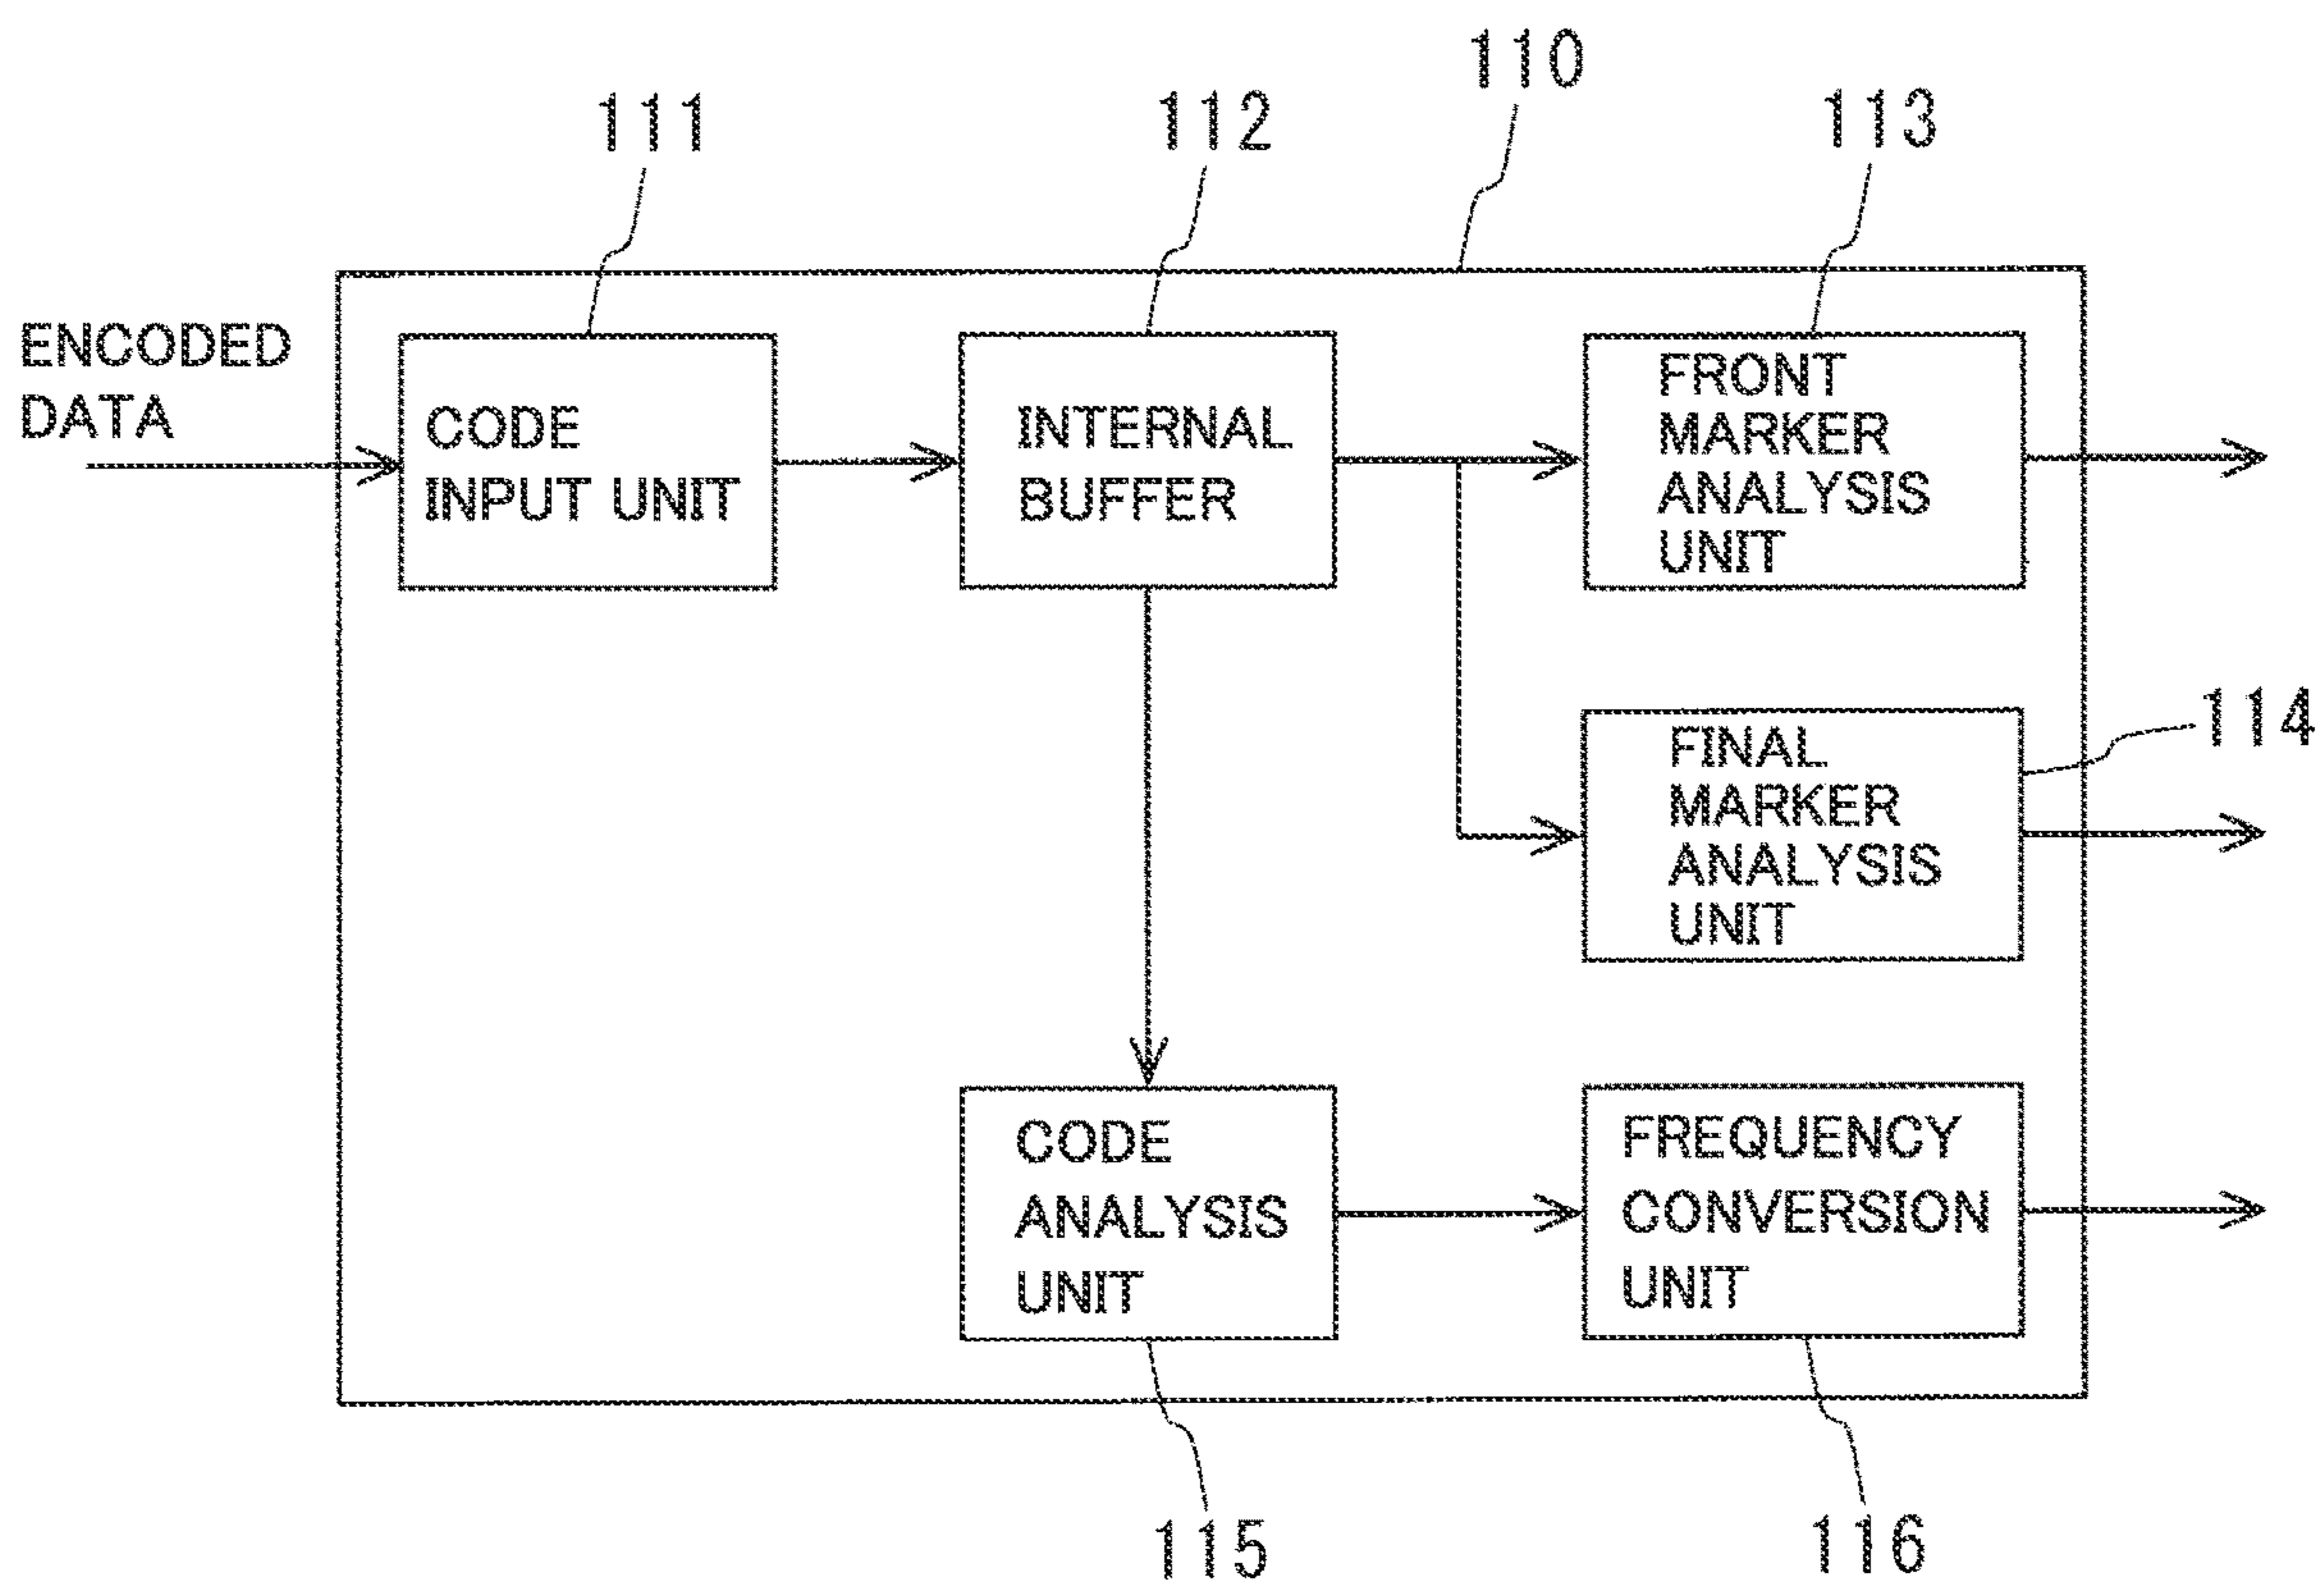 110
111
112
113
ENCODED
DATA
CODE
INPUT UNIT
INTERNAL
BUFFER
FRONT
MARKER
ANALYSIS
UNIT
114
FINAL
MARKER
ANALYSIS
UNIT
CODE
ANALYSIS
UNIT
FREQUENCY
CONVERSION
UNIT
115
116